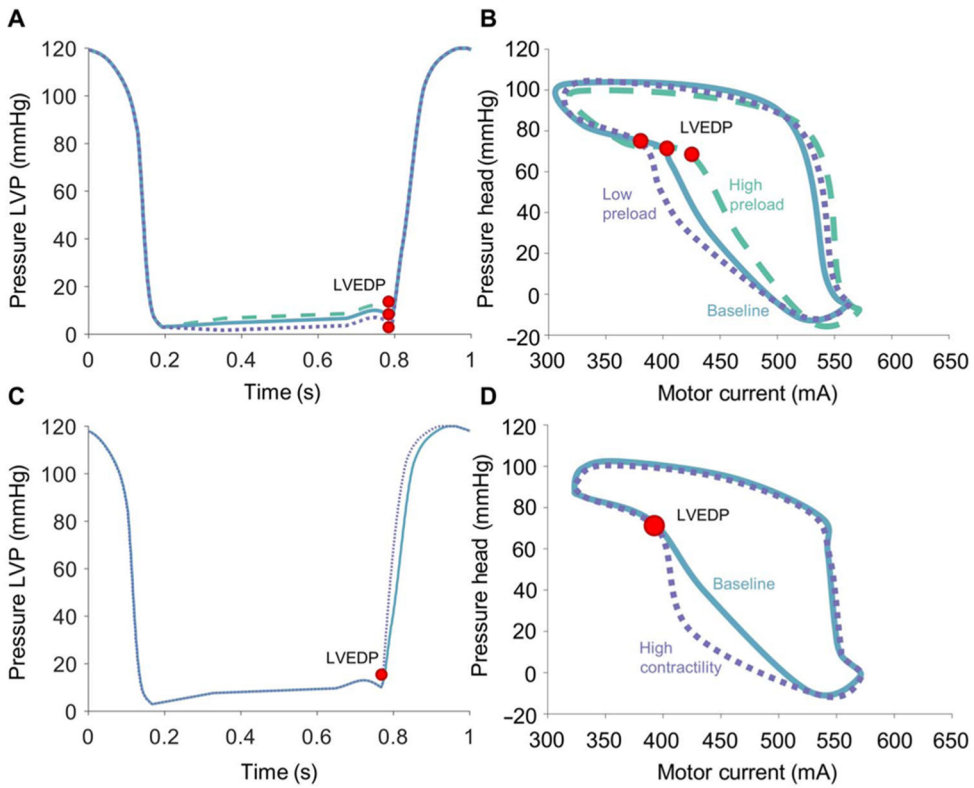 A
Pressure LVP (mmHg)
120
100
80
60
40
20
0
LVEDP
0
0.2
0.4
0.6
0.8
1
Time (s)
B
Pressure head (mmHg)
120
100
80
60
40
20
0
−20
LVEDP
Low
preload
High
preload
Baseline
300
350
400
450
500
550
600
650
Motor current (mA)
C
Pressure LVP (mmHg)
120
100
80
60
40
20
0
LVEDP
0
0.2
0.4
0.6
0.8
1
Time (s)
D
Pressure head (mmHg)
120
100
80
60
40
20
0
−20
LVEDP
Baseline
High
contractility
300
350
400
450
500
550
600
650
Motor current (mA)